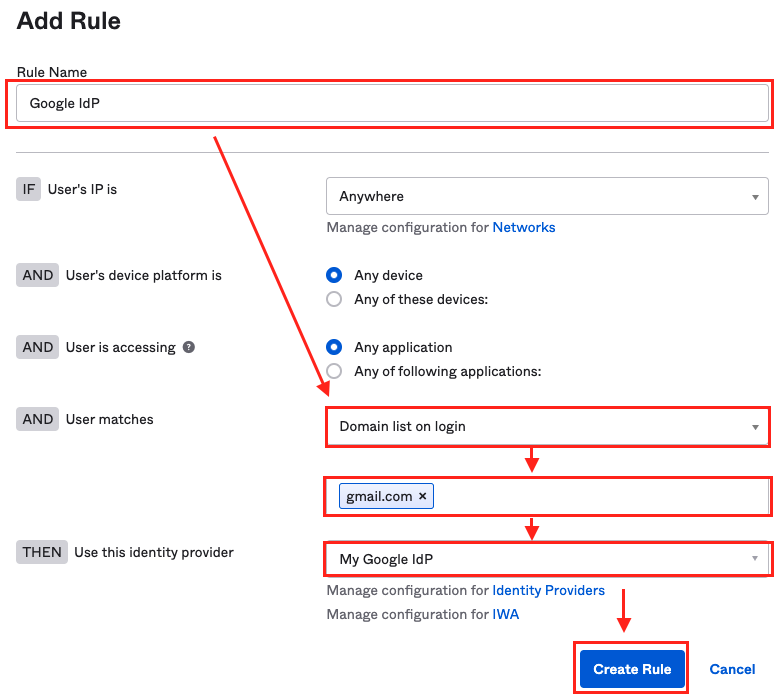 Add Rule
Rule Name
Google IdP
IF User's IP is
Anywhere
Manage configuration for Networks
AND User's device platform is
Any device
Any of these devices:
AND User is accessing ?
Any application
Any of following applications:
AND User matches
Domain list on login
gmail.com ×
THEN Use this identity provider
My Google IdP
Manage configuration for Identity Providers
Manage configuration for IWA
Create Rule Cancel